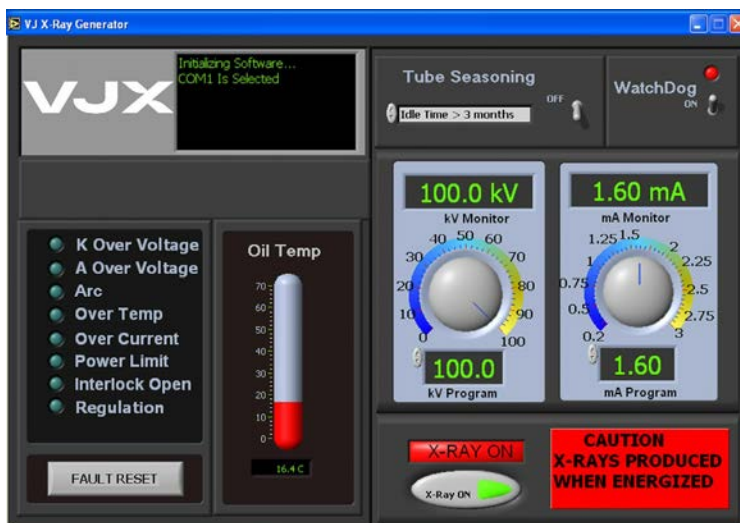 VJ X-Ray Generator
VJX
Initializing Software...
COM1 Is Selected
Tube Seasoning
OFF
Idle Time > 3 months
WatchDog
ON
100.0 kV
kV Monitor
0
10
20
30
40
50
60
70
80
90
100
100.0
kV Program
1.60 mA
mA Monitor
0.2
0.5
0.75
1
1.25
1.5
2
2.25
2.5
2.75
3
1.60
mA Program
K Over Voltage
A Over Voltage
Arc
Over Temp
Over Current
Power Limit
Interlock Open
Regulation
FAULT RESET
Oil Temp
70
60
50
40
30
20
10
0
16.4 C
X-RAY ON
X-Ray ON
CAUTION
X-RAYS PRODUCED
WHEN ENERGIZED